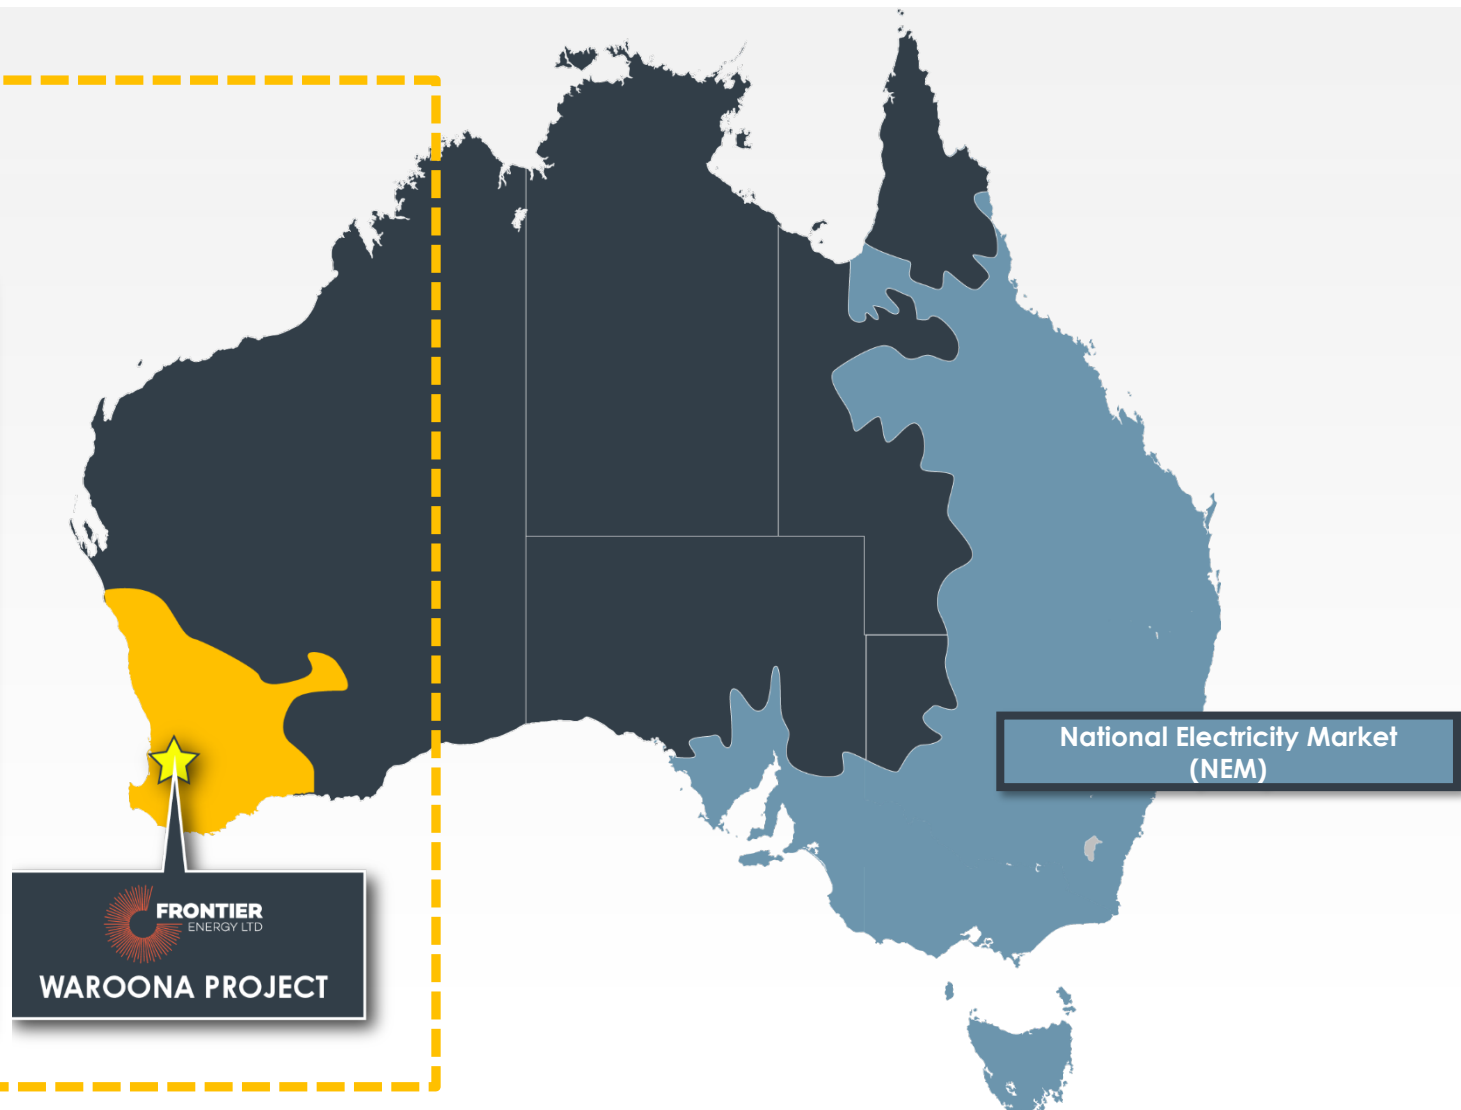 National Electricity Market
(NEM)
FRONTIER
ENERGY LTD
WAROONA PROJECT